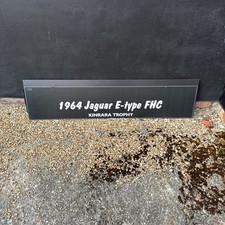 1964 Jaguar E-type FHC
KINRARA TROPHY